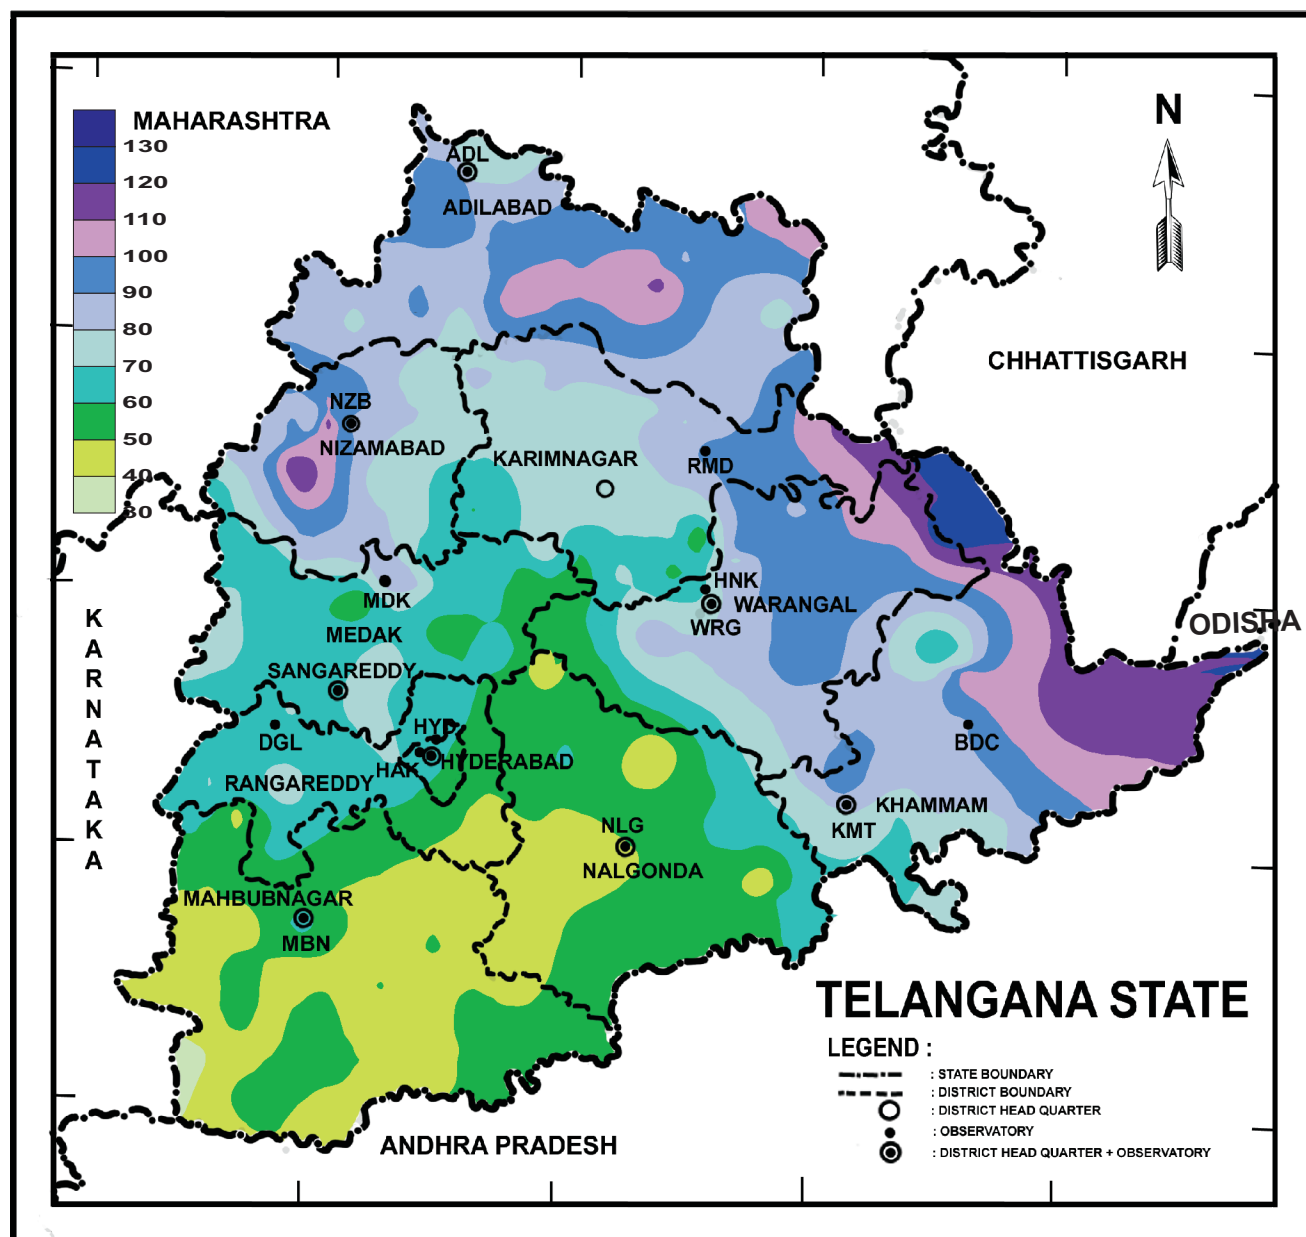 N
MAHARASHTRA
130
120
110
100
90
80
70
60
50
40
30
ADL
ADILABAD
CHHATTISGARH
NZB
NIZAMABAD
KARIMNAGAR
RMD
HNK
WARANGAL
WRG
MDK
MEDAK
KARNATAKA
ODISHA
SANGAREDDY
DGL
HYD
HAK
HYDERABAD
BDC
RANGAREDDY
KHAMMAM
KMT
NLG
NALGONDA
MAHBUBNAGAR
MBN
TELANGANA STATE
LEGEND :
: STATE BOUNDARY
: DISTRICT BOUNDARY
: DISTRICT HEAD QUARTER
: OBSERVATORY
: DISTRICT HEAD QUARTER + OBSERVATORY
ANDHRA PRADESH